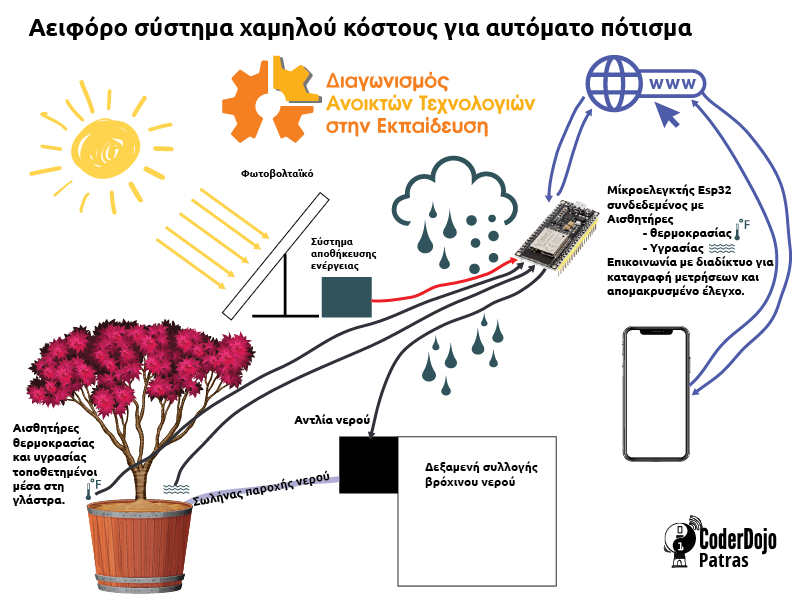 Αειφόρο σύστημα χαμηλού κόστους για αυτόματο πότισμα
Διαγωνισμός
Ανοικτών Τεχνολογιών
στην Εκπαίδευση
www
Φωτοβολταϊκό
Σύστημα
αποθήκευσης
ενέργειας
Μίκροελεγκτής Esp32
συνδεδεμένος με
Αισθητήρες
- θερμοκρασίας °F
- Υγρασίας
Επικοινωνία με διαδίκτυο για
καταγραφή μετρήσεων και
απομακρυσμένο έλεγχο.
Αισθητήρες
θερμοκρασίας
και υγρασίας
τοποθετημένοι
μέσα στη
γλάστρα.
°F
Σωλήνας παροχής νερού
Αντλία νερού
Δεξαμενή συλλογής
βρόχινου νερού
CoderDojo
Patras